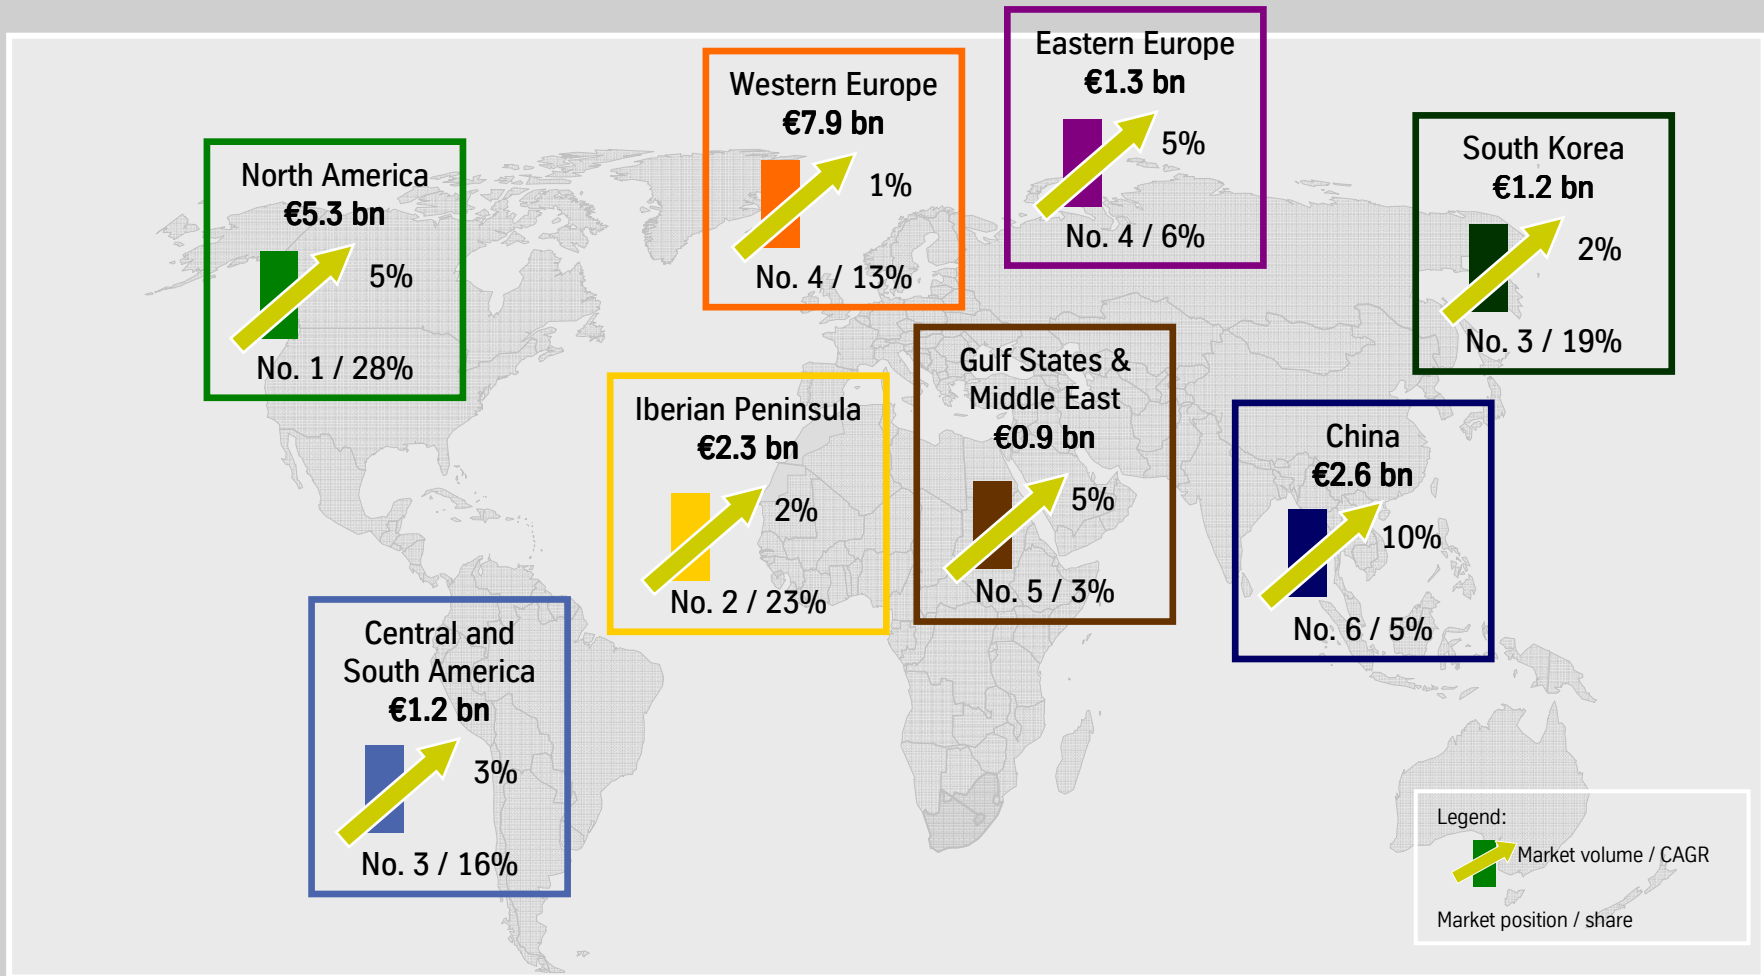 North America
€5.3 bn
5%
No. 1 / 28%
Western Europe
€7.9 bn
1%
No. 4 / 13%
Eastern Europe
€1.3 bn
5%
No. 4 / 6%
South Korea
€1.2 bn
2%
No. 3 / 19%
Iberian Peninsula
€2.3 bn
2%
No. 2 / 23%
Gulf States &
Middle East
€0.9 bn
5%
No. 5 / 3%
China
€2.6 bn
10%
No. 6 / 5%
Central and
South America
€1.2 bn
3%
No. 3 / 16%
Legend:
Market volume / CAGR
Market position / share